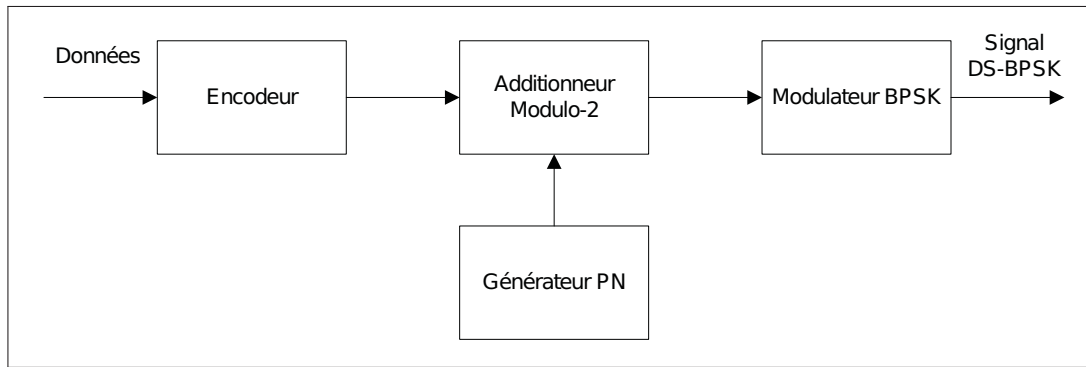 Données
Encodeur
Additionneur
Modulo-2
Modulateur BPSK
Signal
DS-BPSK
Générateur PN